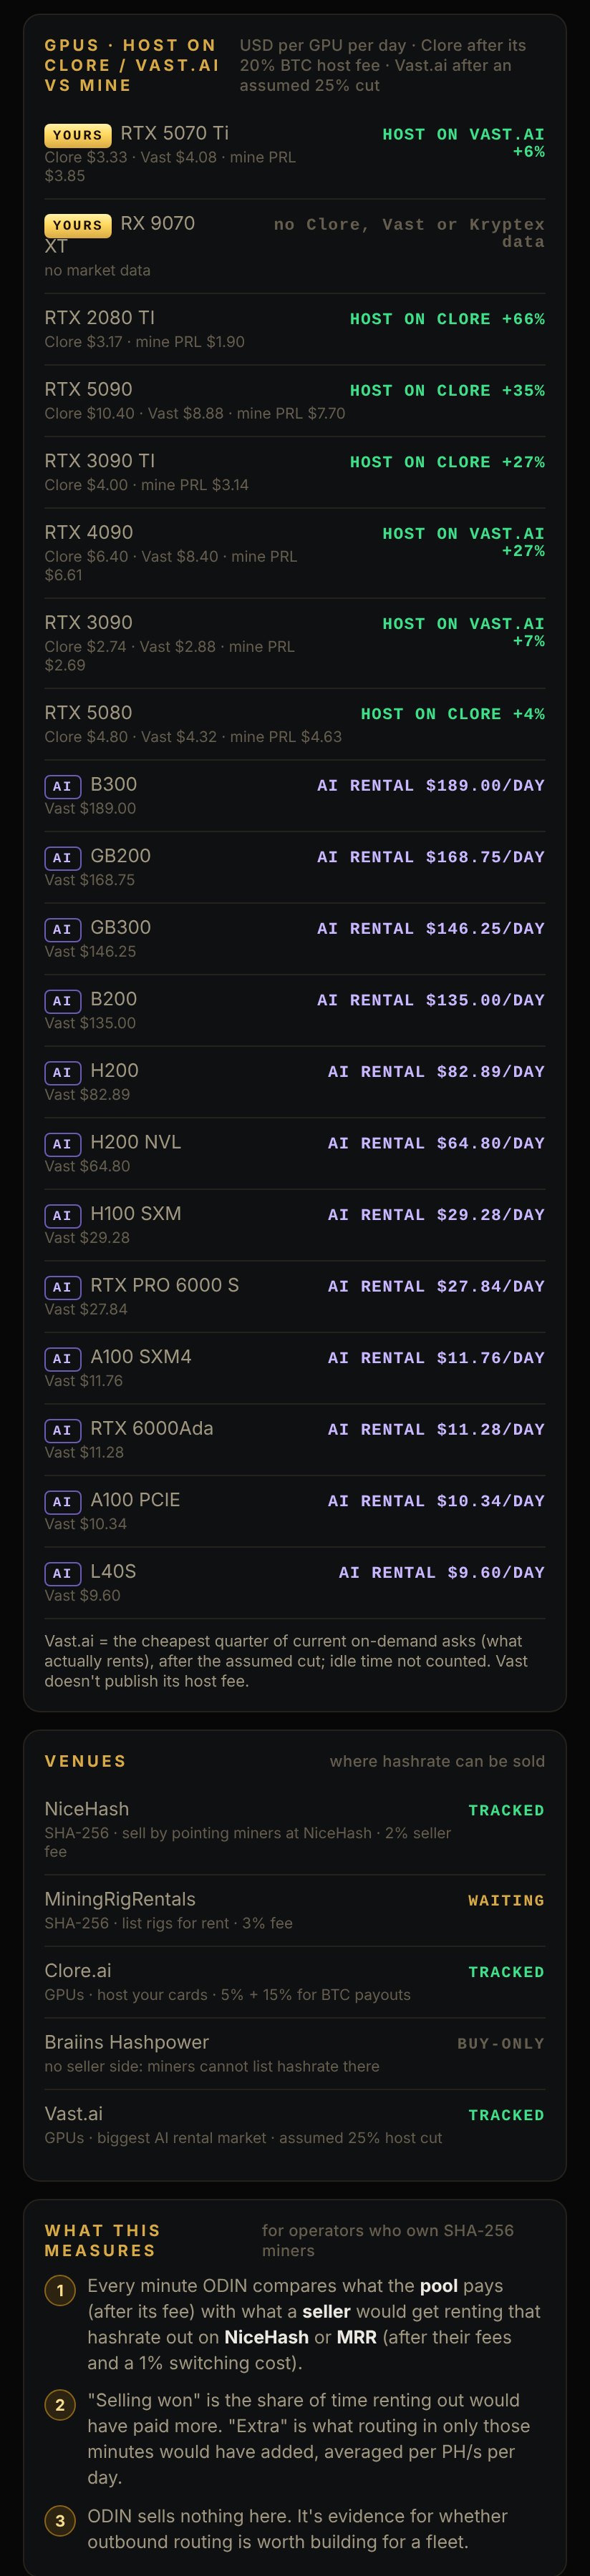 GPUS · HOST ON CLORE / VAST.AI VS MINE
USD per GPU per day · Clore after its 20% BTC host fee · Vast.ai after an assumed 25% cut
YOURS RTX 5070 Ti
HOST ON VAST.AI +6%
Clore $3.33 · Vast $4.08 · mine PRL $3.85
YOURS RX 9070 XT
no Clore, Vast or Kryptex data
no market data
RTX 2080 TI
HOST ON CLORE +66%
Clore $3.17 · mine PRL $1.90
RTX 5090
HOST ON CLORE +35%
Clore $10.40 · Vast $8.88 · mine PRL $7.70
RTX 3090 TI
HOST ON CLORE +27%
Clore $4.00 · mine PRL $3.14
RTX 4090
HOST ON VAST.AI +27%
Clore $6.40 · Vast $8.40 · mine PRL $6.61
RTX 3090
HOST ON VAST.AI +7%
Clore $2.74 · Vast $2.88 · mine PRL $2.69
RTX 5080
HOST ON CLORE +4%
Clore $4.80 · Vast $4.32 · mine PRL $4.63
AI B300
AI RENTAL $189.00/DAY
Vast $189.00
AI GB200
AI RENTAL $168.75/DAY
Vast $168.75
AI GB300
AI RENTAL $146.25/DAY
Vast $146.25
AI B200
AI RENTAL $135.00/DAY
Vast $135.00
AI H200
AI RENTAL $82.89/DAY
Vast $82.89
AI H200 NVL
AI RENTAL $64.80/DAY
Vast $64.80
AI H100 SXM
AI RENTAL $29.28/DAY
Vast $29.28
AI RTX PRO 6000 S
AI RENTAL $27.84/DAY
Vast $27.84
AI A100 SXM4
AI RENTAL $11.76/DAY
Vast $11.76
AI RTX 6000Ada
AI RENTAL $11.28/DAY
Vast $11.28
AI A100 PCIE
AI RENTAL $10.34/DAY
Vast $10.34
AI L40S
AI RENTAL $9.60/DAY
Vast $9.60
Vast.ai = the cheapest quarter of current on-demand asks (what
actually rents), after the assumed cut; idle time not counted. Vast
doesn't publish its host fee.
VENUES
where hashrate can be sold
NiceHash
TRACKED
SHA-256 · sell by pointing miners at NiceHash · 2% seller
fee
MiningRigRentals
WAITING
SHA-256 · list rigs for rent · 3% fee
Clore.ai
TRACKED
GPUs · host your cards · 5% + 15% for BTC payouts
Braiins Hashpower
BUY-ONLY
no seller side: miners cannot list hashrate there
Vast.ai
TRACKED
GPUs · biggest AI rental market · assumed 25% host cut
WHAT THIS MEASURES
for operators who own SHA-256 miners
1 Every minute ODIN compares what the pool pays
(after its fee) with what a seller would get renting that
hashrate out on NiceHash or MRR (after their fees
and a 1% switching cost).
2 "Selling won" is the share of time renting out would
have paid more. "Extra" is what routing in only those
minutes would have added, averaged per PH/s per
day.
3 ODIN sells nothing here. It's evidence for whether
outbound routing is worth building for a fleet.